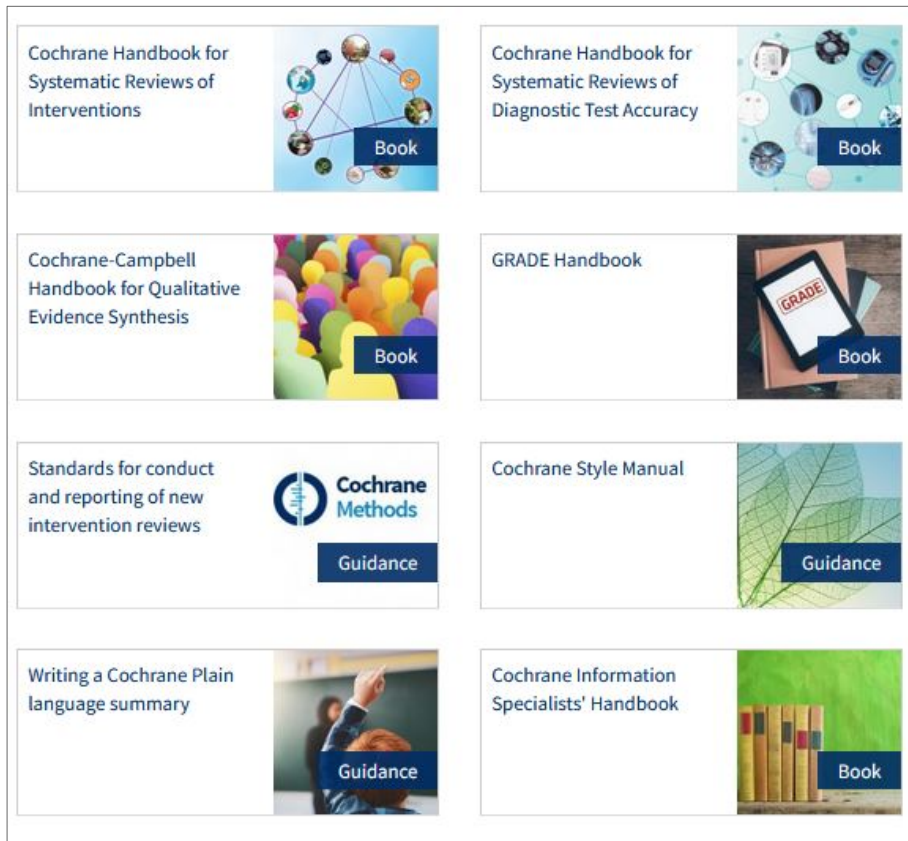 Cochrane Handbook for
Systematic Reviews of
Interventions
Book
Cochrane Handbook for
Systematic Reviews of
Diagnostic Test Accuracy
Book
Cochrane-Campbell
Handbook for Qualitative
Evidence Synthesis
Book
GRADE Handbook
GRADE
Book
Standards for conduct
and reporting of new
intervention reviews
Cochrane
Methods
Guidance
Cochrane Style Manual
Guidance
Writing a Cochrane Plain
language summary
Guidance
Cochrane Information
Specialists' Handbook
Book